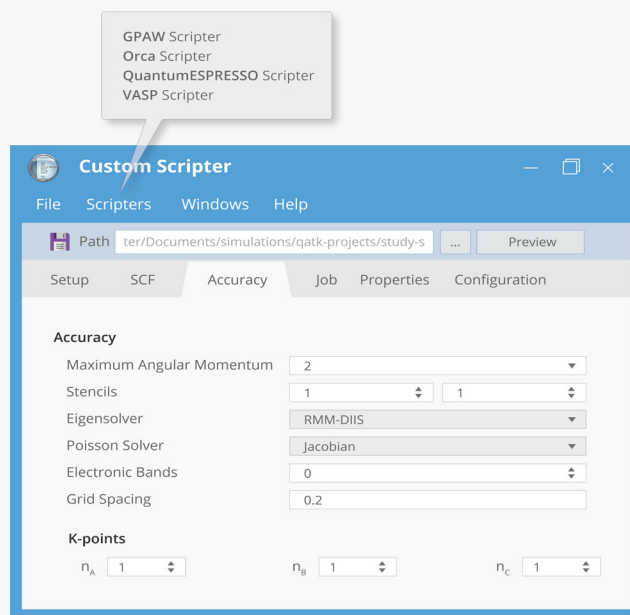 GPAW Scripter
Orca Scripter
QuantumESPRESSO Scripter
VASP Scripter
Custom Scripter
File Scripters Windows Help
Path ter/Documents/simulations/qatk-projects/study-s ... Preview
Setup SCF Accuracy Job Properties Configuration
Accuracy
Maximum Angular Momentum 2
Stencils 1 1
Eigensolver RMM-DIIS
Poisson Solver Jacobian
Electronic Bands 0
Grid Spacing 0.2
K-points
nA 1 nB 1 nC 1